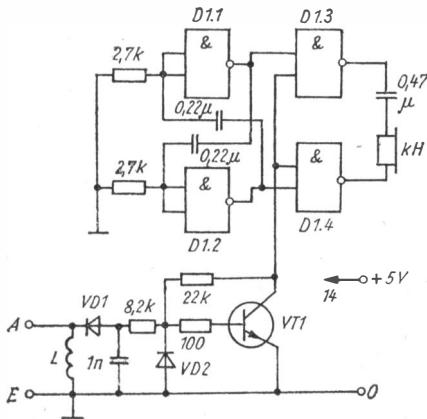 D1.1
D1.3
&
&
2,7k
0,47
μ
0,22μ
2,7k
0,22μ
kH
&
&
D1.2
D1.4
22k
14
+5V
VD1
8,2k
A
100
VT1
L
1n
VD2
E
0